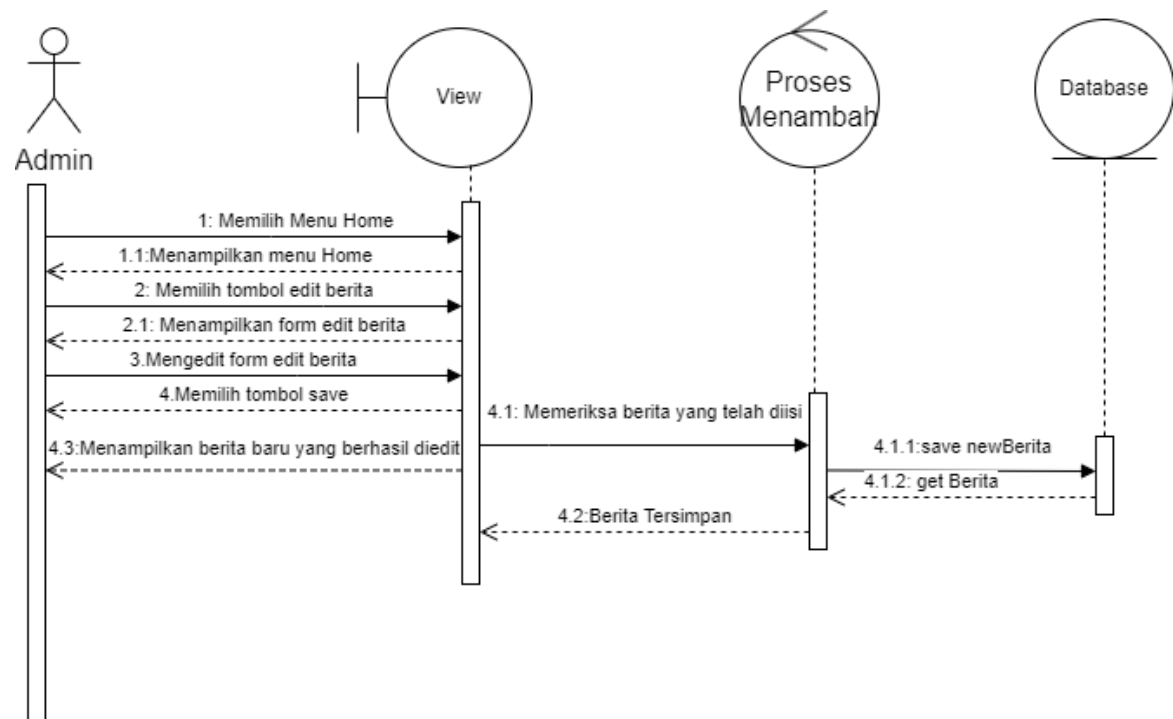 View
Proses
Menambah
Database
Admin
1: Memilih Menu Home
1.1:Menampilkan menu Home
2: Memilih tombol edit berita
2.1: Menampilkan form edit berita
3.Mengedit form edit berita
4.Memilih tombol save
4.1: Memeriksa berita yang telah diisi
4.3:Menampilkan berita baru yang berhasil diedit
4.1.1:save newBerita
4.1.2: get Berita
4.2:Berita Tersimpan